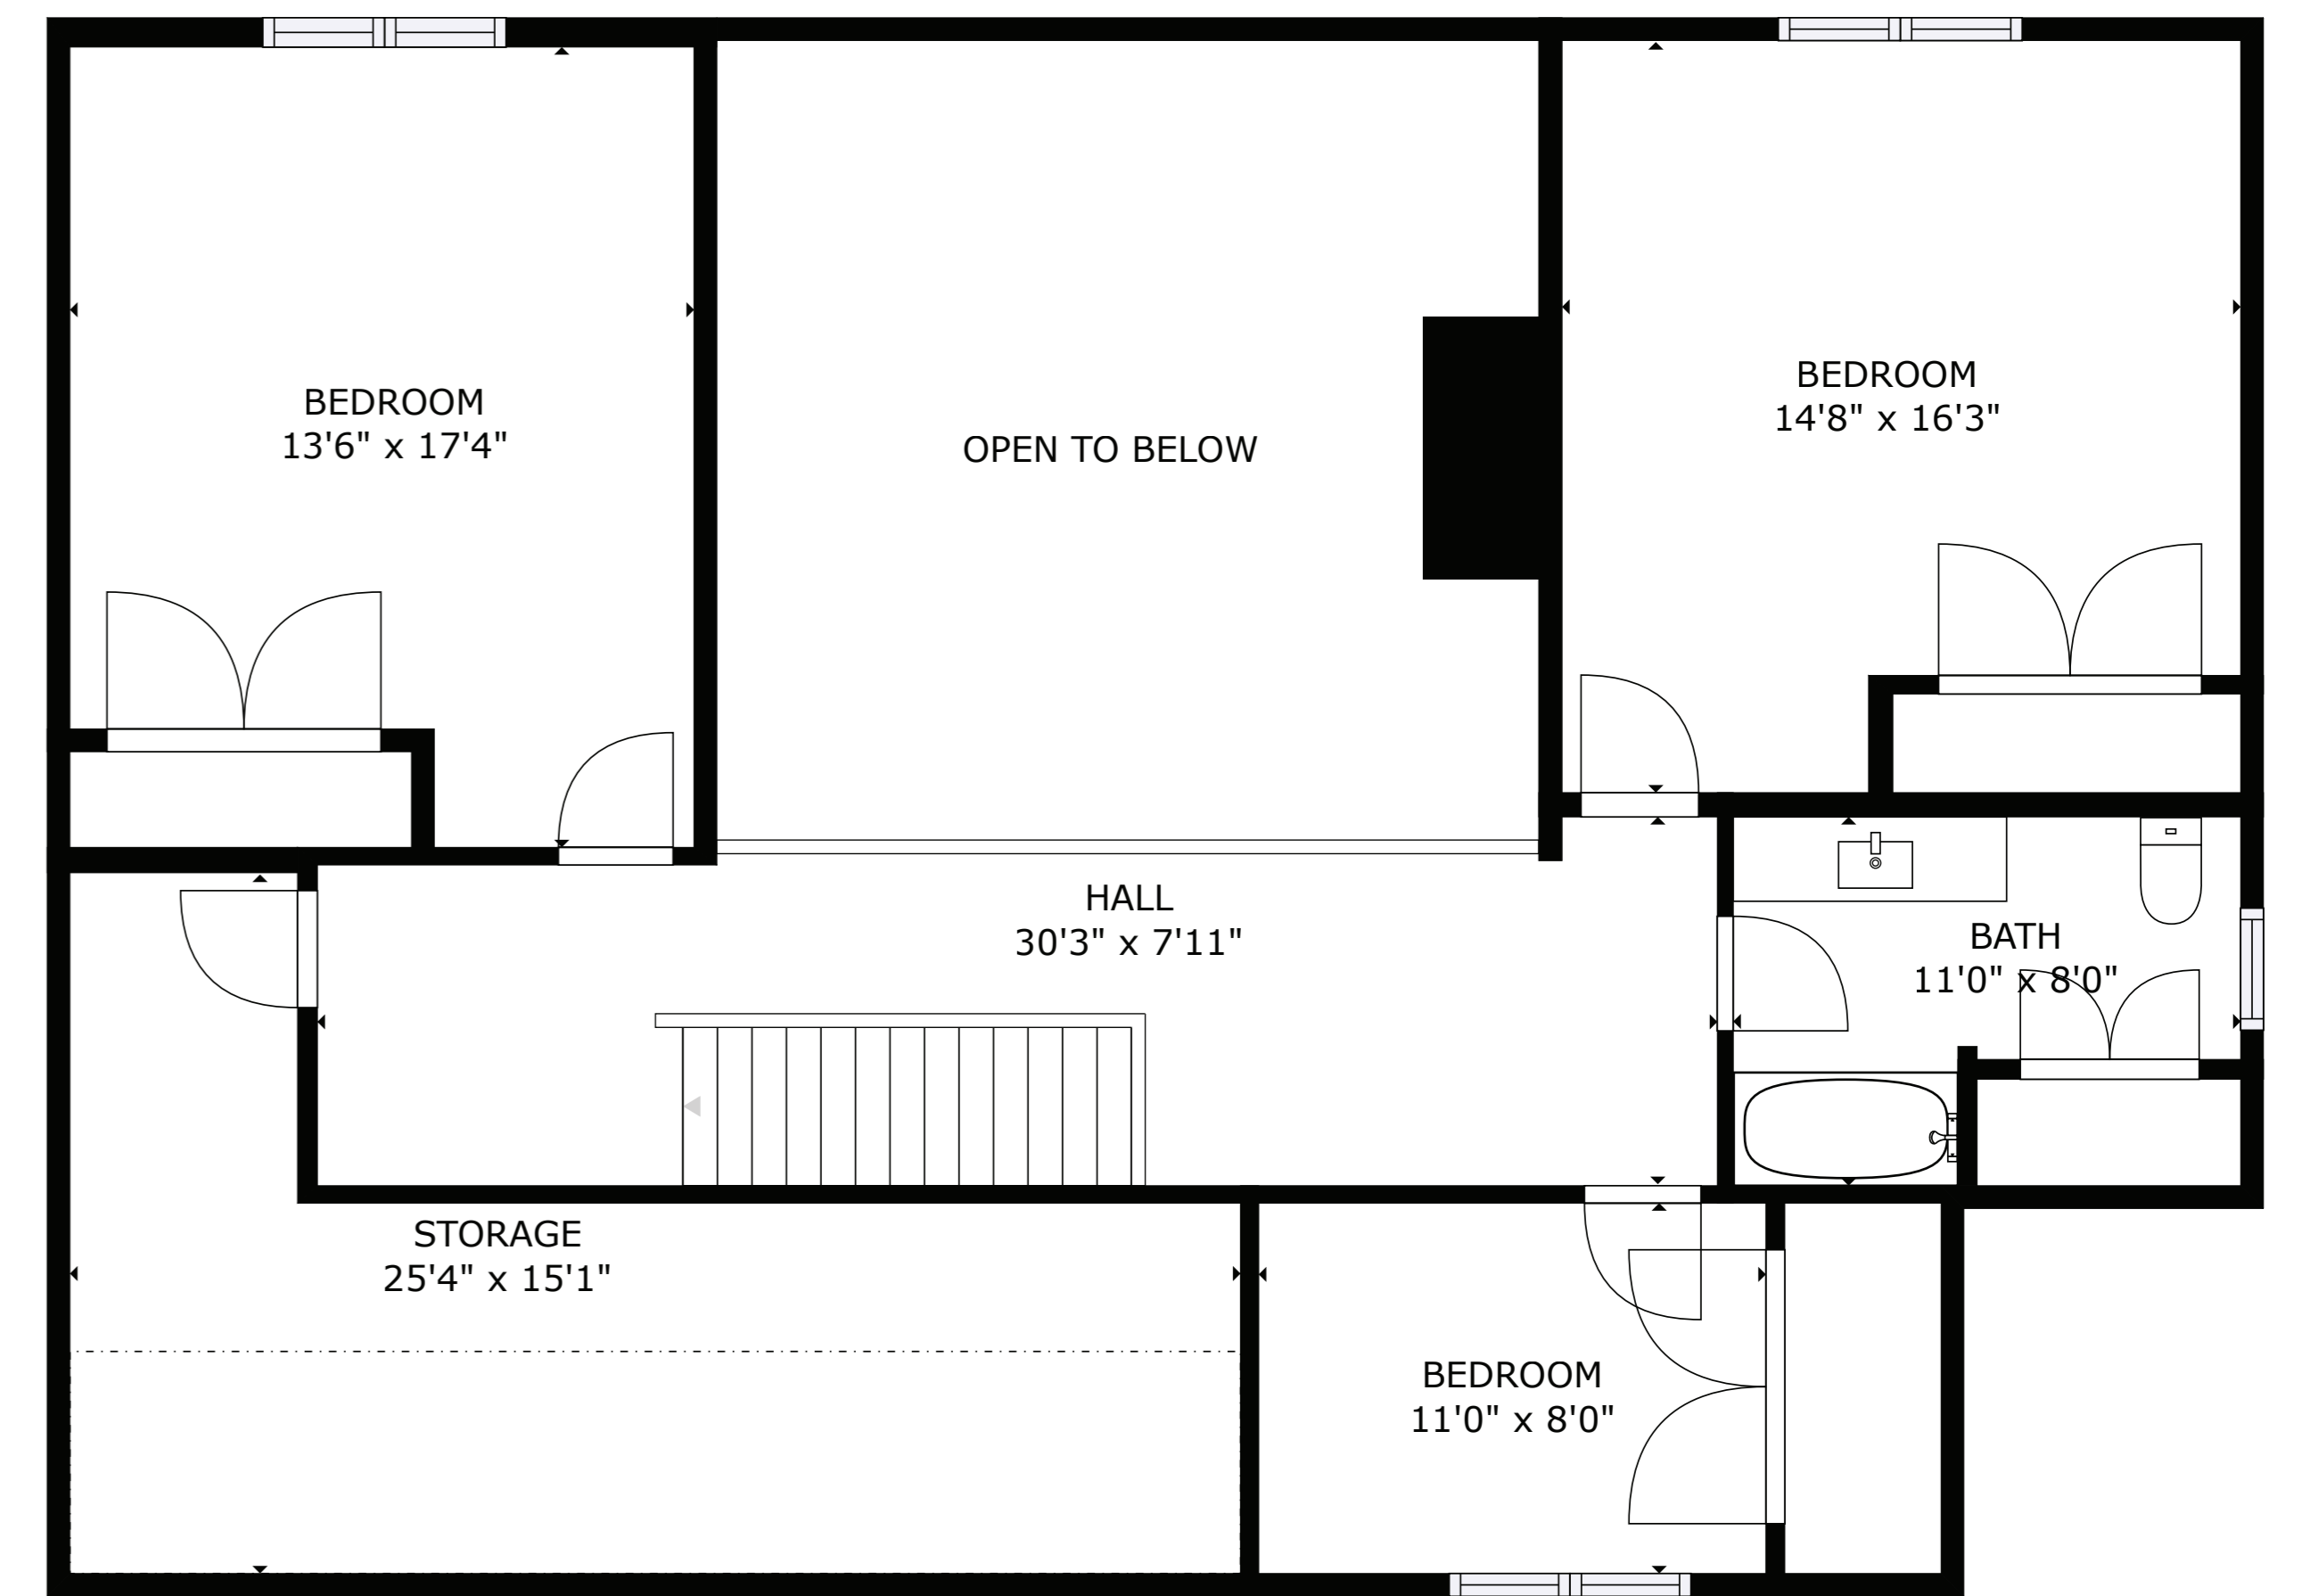 BEDROOM
13'6" x 17'4"
OPEN TO BELOW
BEDROOM
14'8" x 16'3"
HALL
30'3" x 7'11"
BATH
11'0" x 8'0"
STORAGE
25'4" x 15'1"
BEDROOM
11'0" x 8'0"